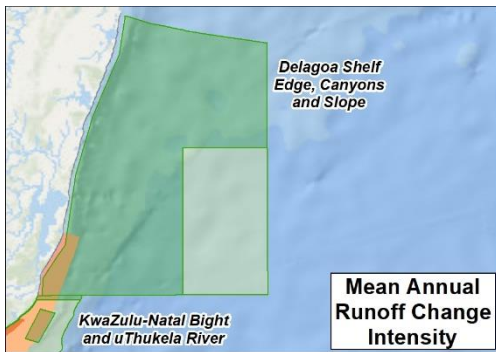 Delagoa Shelf
Edge, Canyons
and Slope
KwaZulu-Natal Bight
and uThukela River
Mean Annual
Runoff Change
Intensity